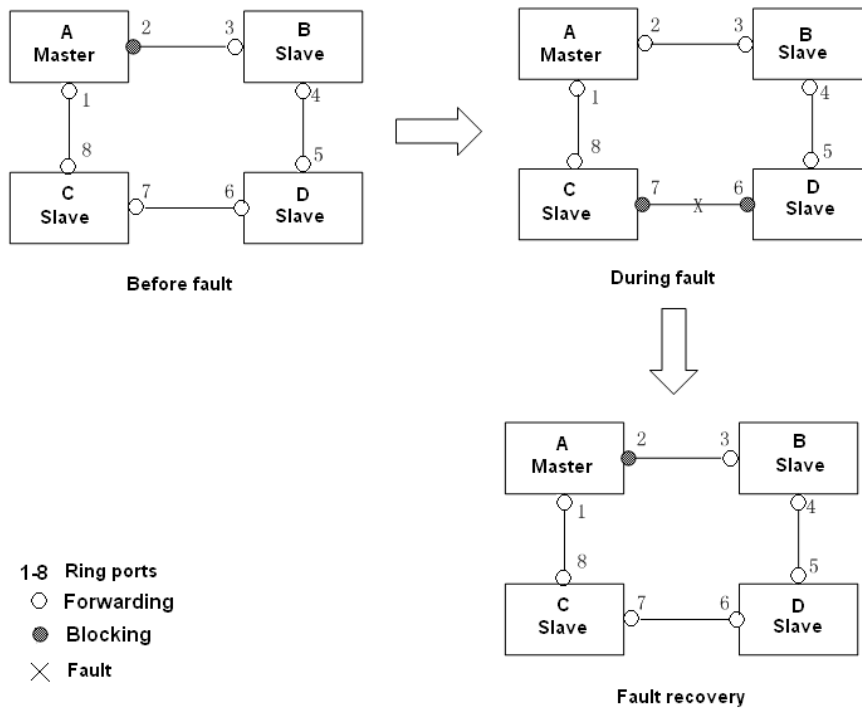 A
Master
2
3
B
Slave
1
4
8
5
C
Slave
7
6
D
Slave
Before fault
A
Master
2
3
B
Slave
1
4
8
5
C
Slave
7
X
6
D
Slave
During fault
A
Master
2
3
B
Slave
1
4
8
5
C
Slave
7
6
D
Slave
Fault recovery
1-8 Ring ports
Forwarding
Blocking
Fault